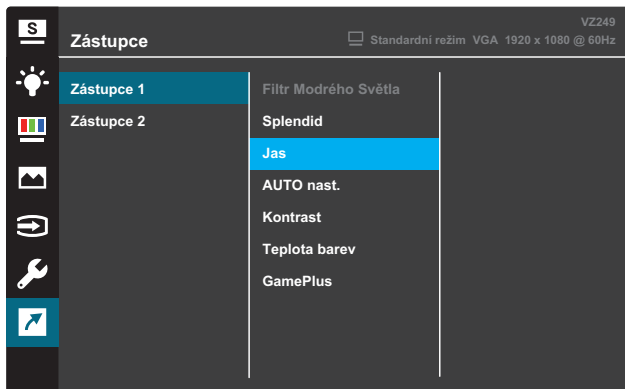 S
VZ249
Zástupce
Standardní režim VGA 1920 x 1080 @ 60Hz
Zástupce 1
Zástupce 2
Filtr Modrého Světla
Splendid
Jas
AUTO nast.
Kontrast
Teplota barev
GamePlus